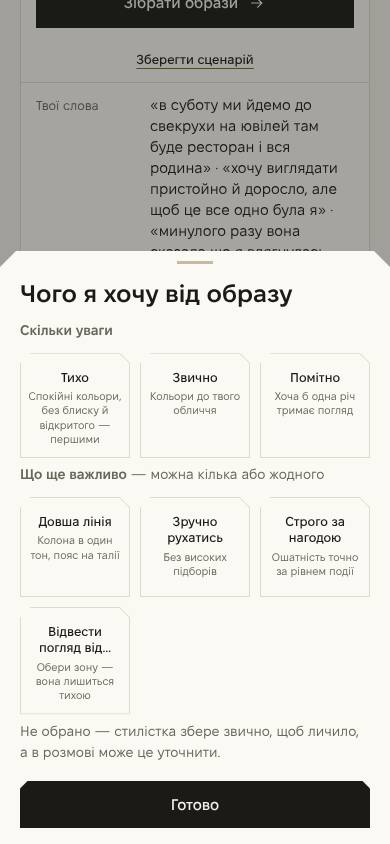 Зібрати образи →
Зберегти сценарій
Твої слова
«в суботу ми йдемо до
свекрухи на ювілей там
буде ресторан і вся
родина» · «хочу виглядати
пристойно й доросло, але
щоб це все одно була я» ·
«минулого разу вона
Чого я хочу від образу
Скільки уваги
Тихо
Спокійні кольори,
без блиску й
відкритого —
першими
Звично
Кольори до твого
обличчя
Помітно
Хоча б одна річ
тримає погляд
Що ще важливо — можна кілька або жодного
Довша лінія
Колона в один
тон, пояс на талії
Зручно
рухатись
Без високих
підборів
Строго за
нагодою
Ошатність точно
за рівнем події
Відвести
погляд від...
Обери зону —
вона лишиться
тихою
Не обрано — стилістка збере звично, щоб личило,
а в розмові може це уточнити.
Готово